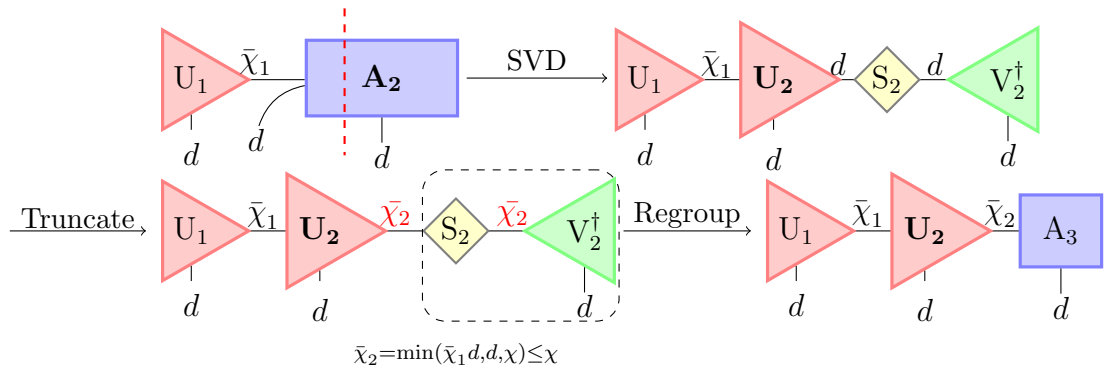 U₁ χ̄₁ d d A₂ d SVD U₁ χ̄₁ d U₂ d d S₂ d V₂† d
Truncate U₁ χ̄₁ d U₂ χ̄₂ d S₂ χ̄₂ V₂† d Regroup U₁ χ̄₁ d U₂ χ̄₂ d A₃ d
χ̄₂=min(χ̄₁d,d,χ)≤χ